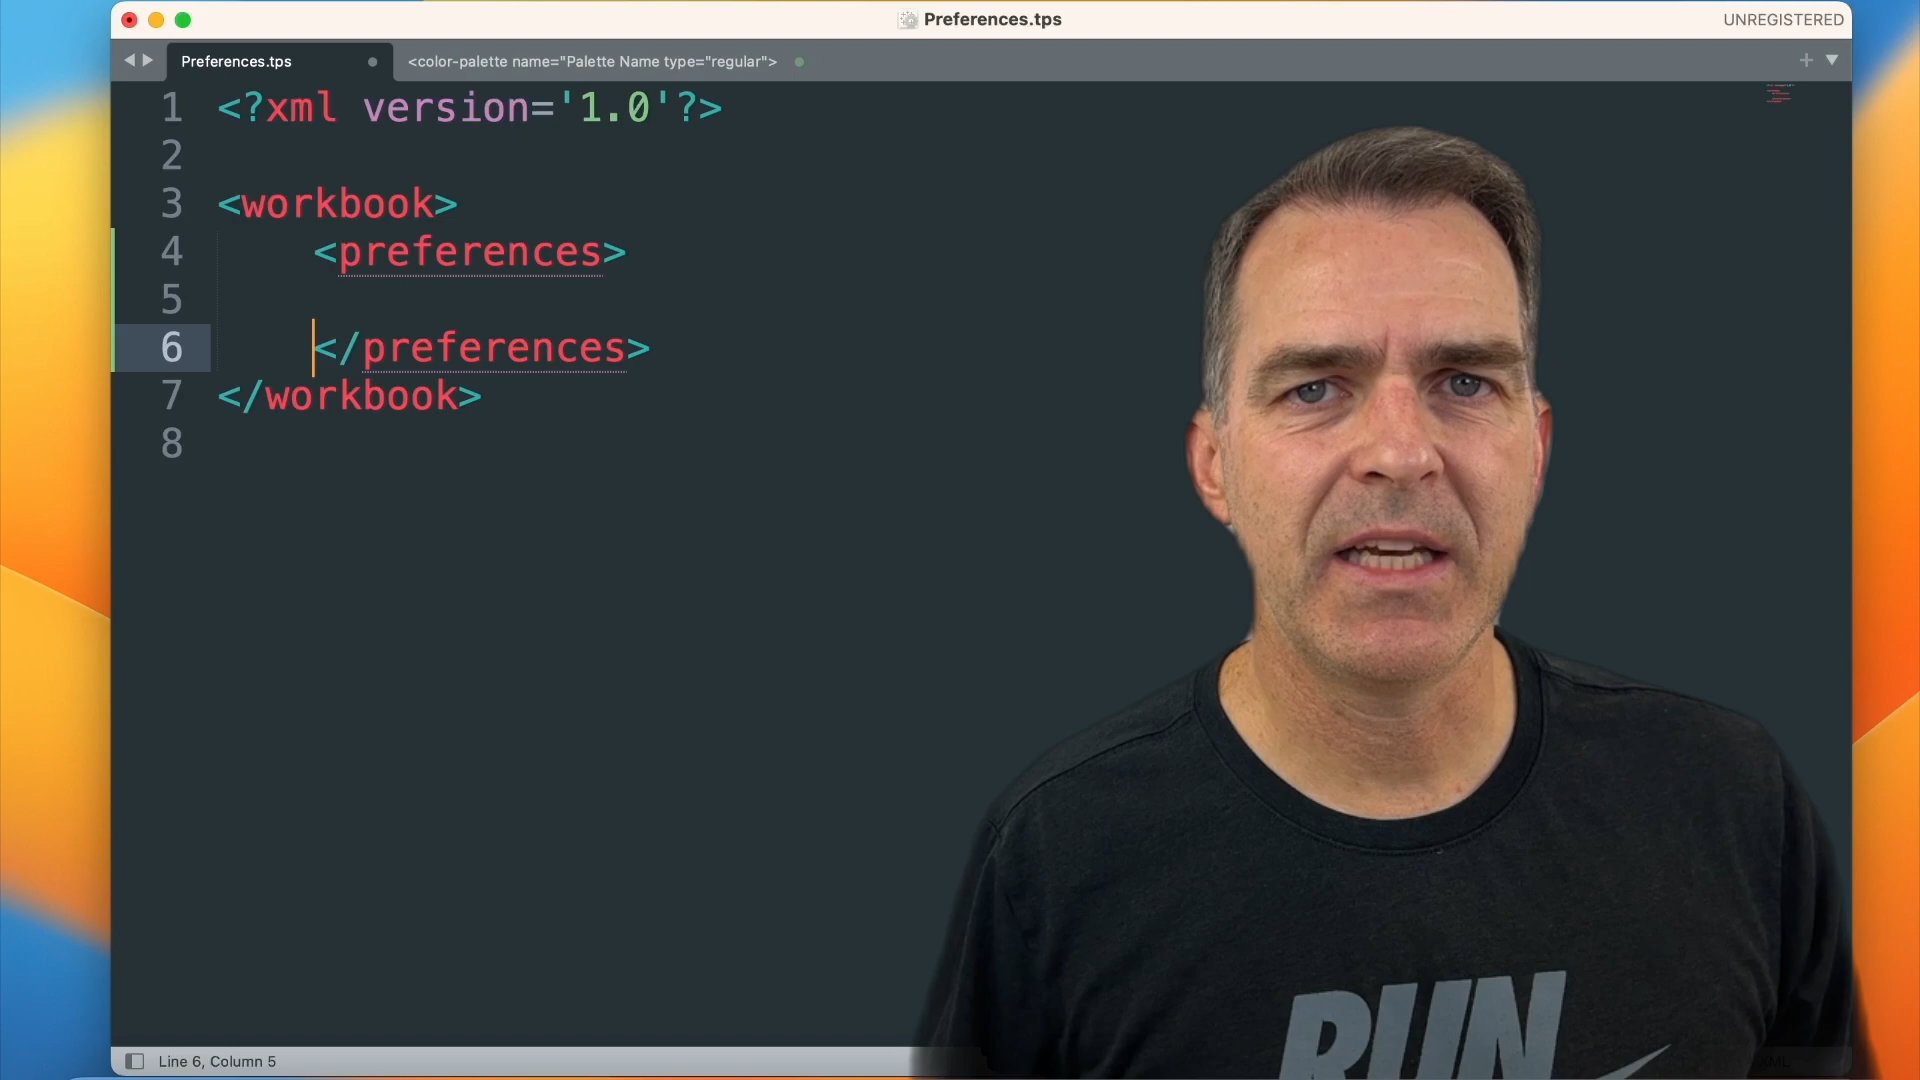 Preferences.tps
UNREGISTERED
Preferences.tps
<color-palette name="Palette Name type="regular">
1 <?xml version='1.0'?>
2
3 <workbook>
4 <preferences>
5
6 </preferences>
7 </workbook>
8
RUN
Line 6, Column 5
XML